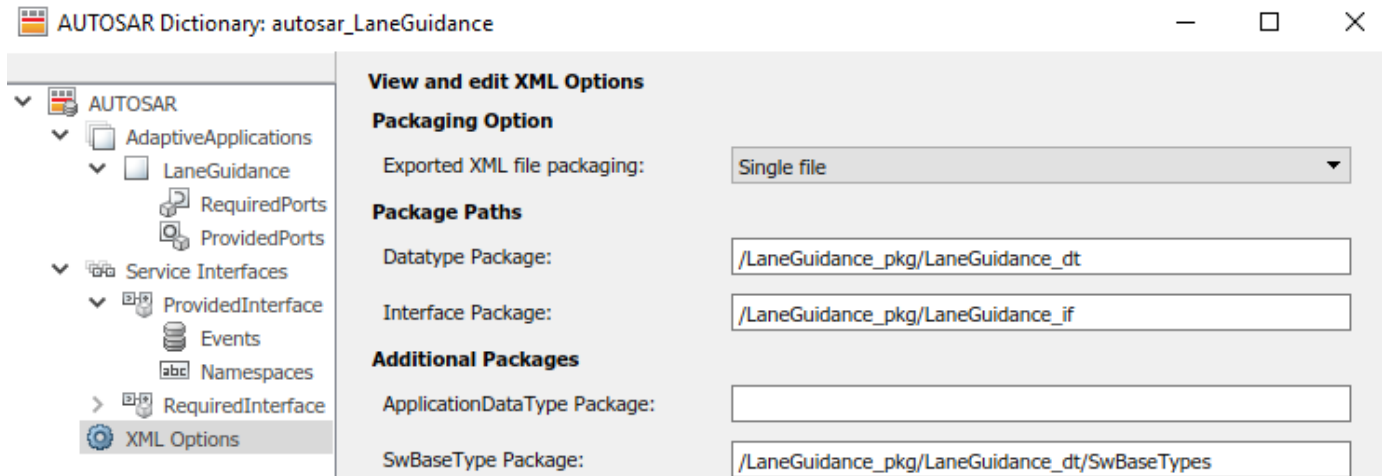 AUTOSAR Dictionary: autosar_LaneGuidance
AUTOSAR
AdaptiveApplications
LaneGuidance
RequiredPorts
ProvidedPorts
Service Interfaces
ProvidedInterface
Events
abc Namespaces
RequiredInterface
XML Options
View and edit XML Options
Packaging Option
Exported XML file packaging: Single file
Package Paths
Datatype Package: /LaneGuidance_pkg/LaneGuidance_dt
Interface Package: /LaneGuidance_pkg/LaneGuidance_if
Additional Packages
ApplicationDataType Package:
SwBaseType Package: /LaneGuidance_pkg/LaneGuidance_dt/SwBaseTypes